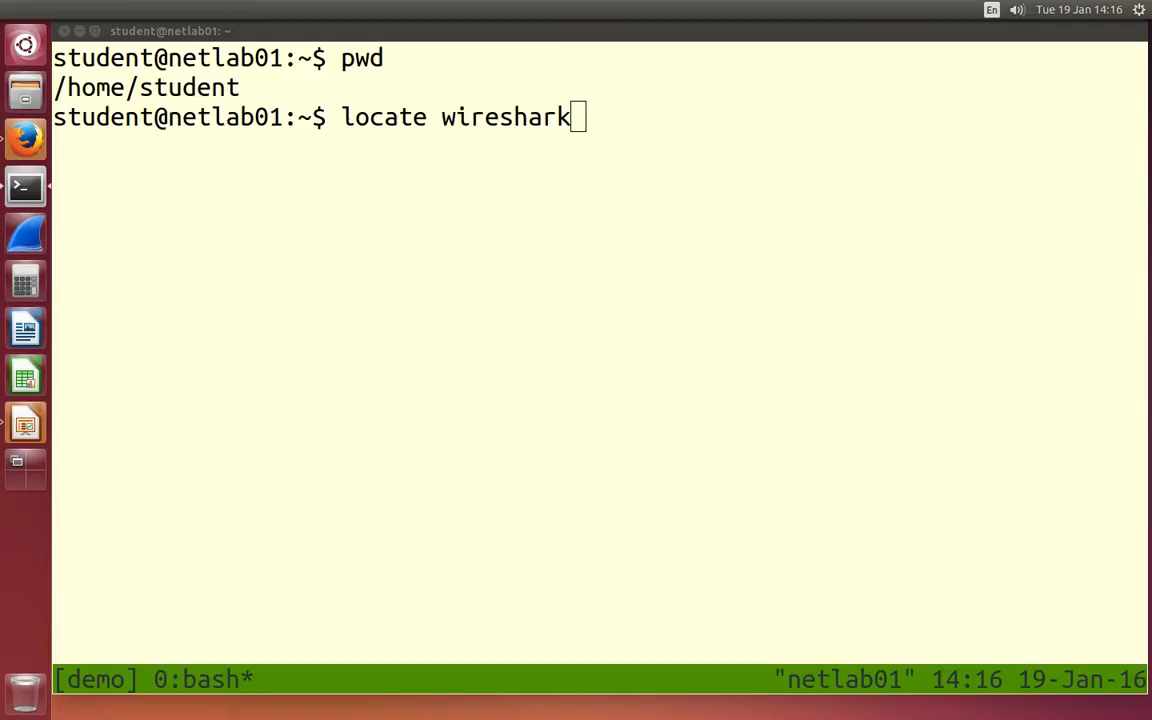 En Tue 19 Jan 14:16
student@netlab01: ~
student@netlab01:~$ pwd
/home/student
student@netlab01:~$ locate wireshark
[demo] 0:bash* "netlab01" 14:16 19-Jan-16